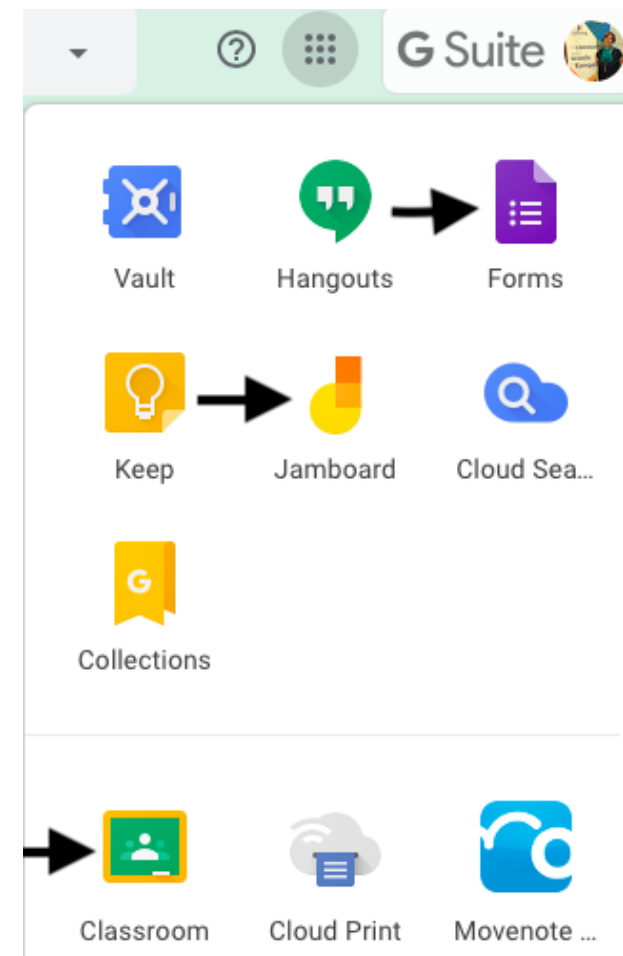 G Suite
Vault
Hangouts
Forms
Keep
Jamboard
Cloud Sea...
G
Collections
Classroom
Cloud Print
Movenote ...